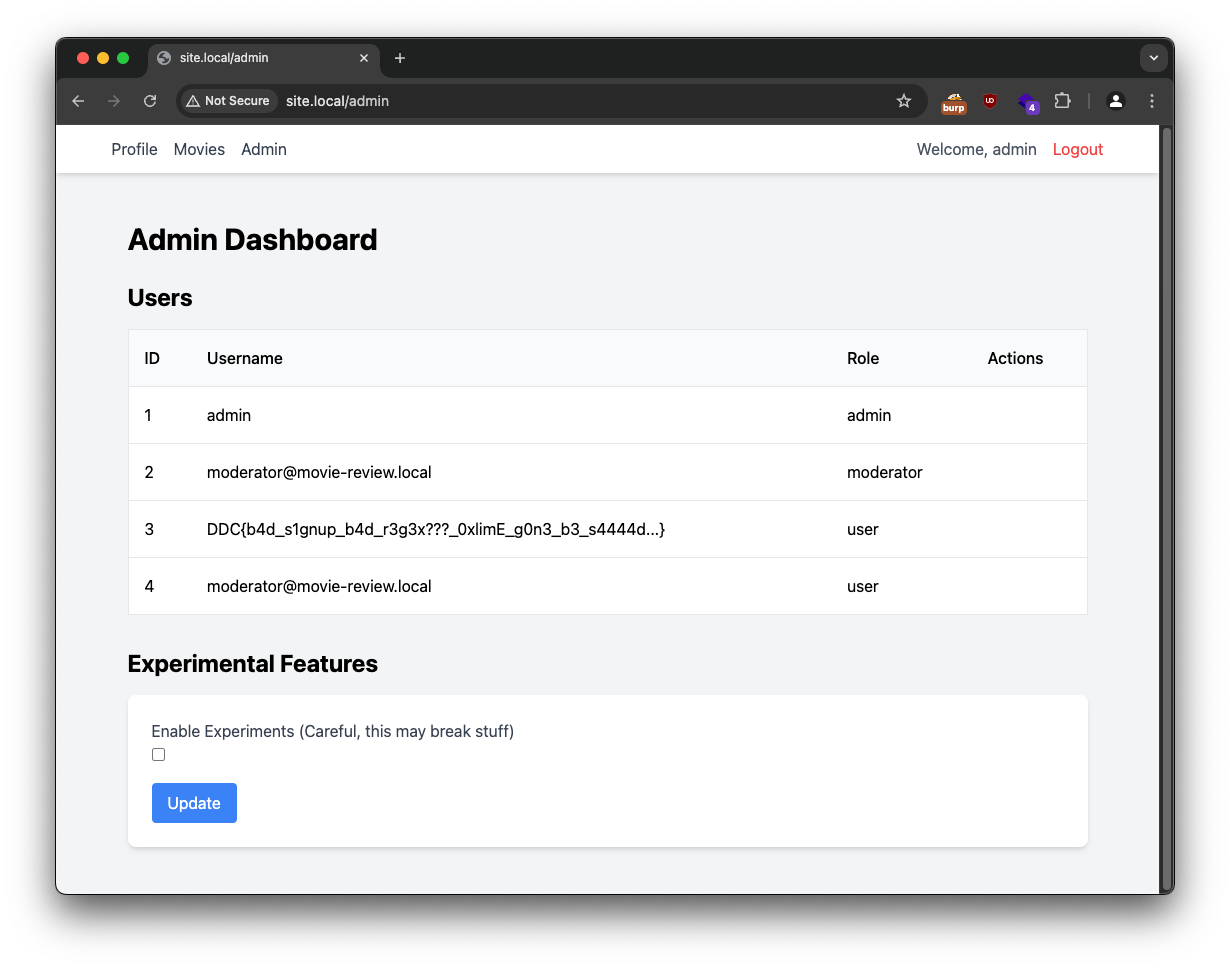 site.local/admin
Not Secure site.local/admin
burp
4
Profile Movies Admin Welcome, admin Logout
Admin Dashboard
Users
ID Username Role Actions
1 admin admin
2 moderator@movie-review.local moderator
3 DDC{b4d_s1gnup_b4d_r3g3x???_0xlimE_g0n3_b3_s4444d...} user
4 moderator@movie-review.local user
Experimental Features
Enable Experiments (Careful, this may break stuff)
Update